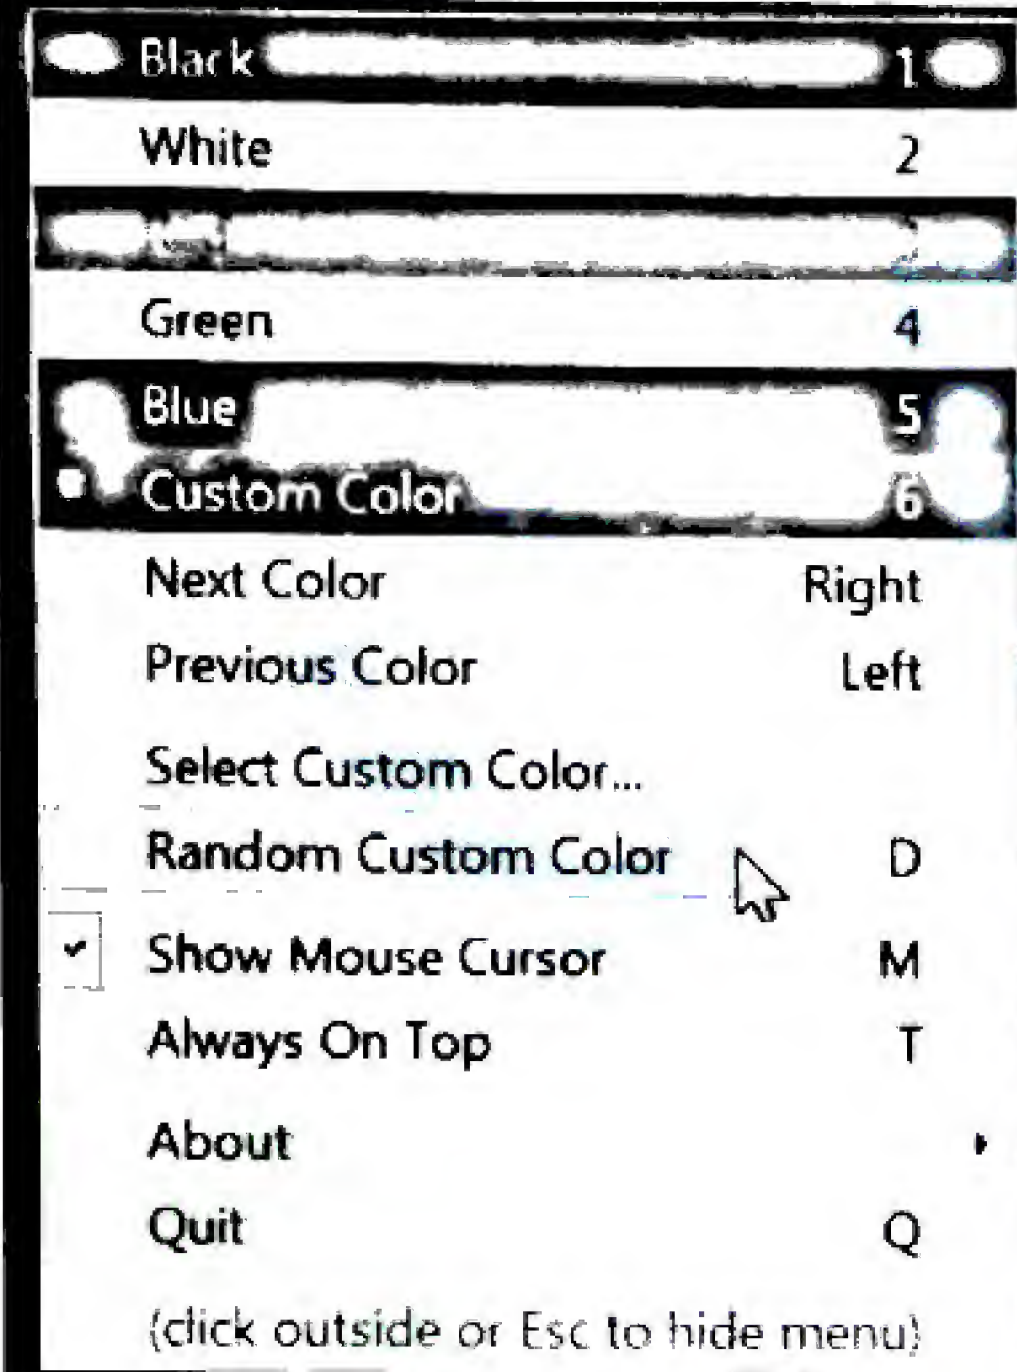 Black 1
White 2
Green 4
Blue 5
Custom Color 6
Next Color Right
Previous Color Left
Select Custom Color...
Random Custom Color D
Show Mouse Cursor M
Always On Top T
About
Quit Q
(click outside or Esc to hide menu)